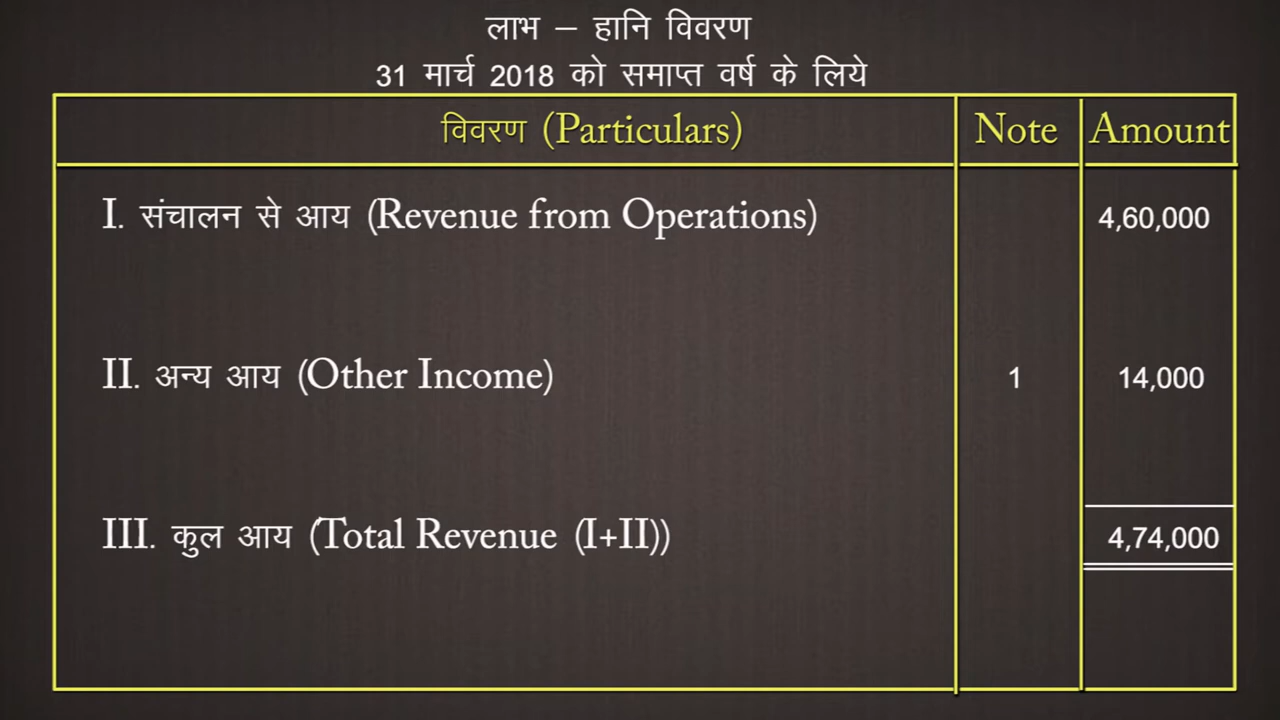 लाभ – हानि विवरण
31 मार्च 2018 को समाप्त वर्ष के लिये
विवरण (Particulars) Note Amount
I. संचालन से आय (Revenue from Operations) 4,60,000
II. अन्य आय (Other Income) 1 14,000
III. कुल आय (Total Revenue (I+II)) 4,74,000